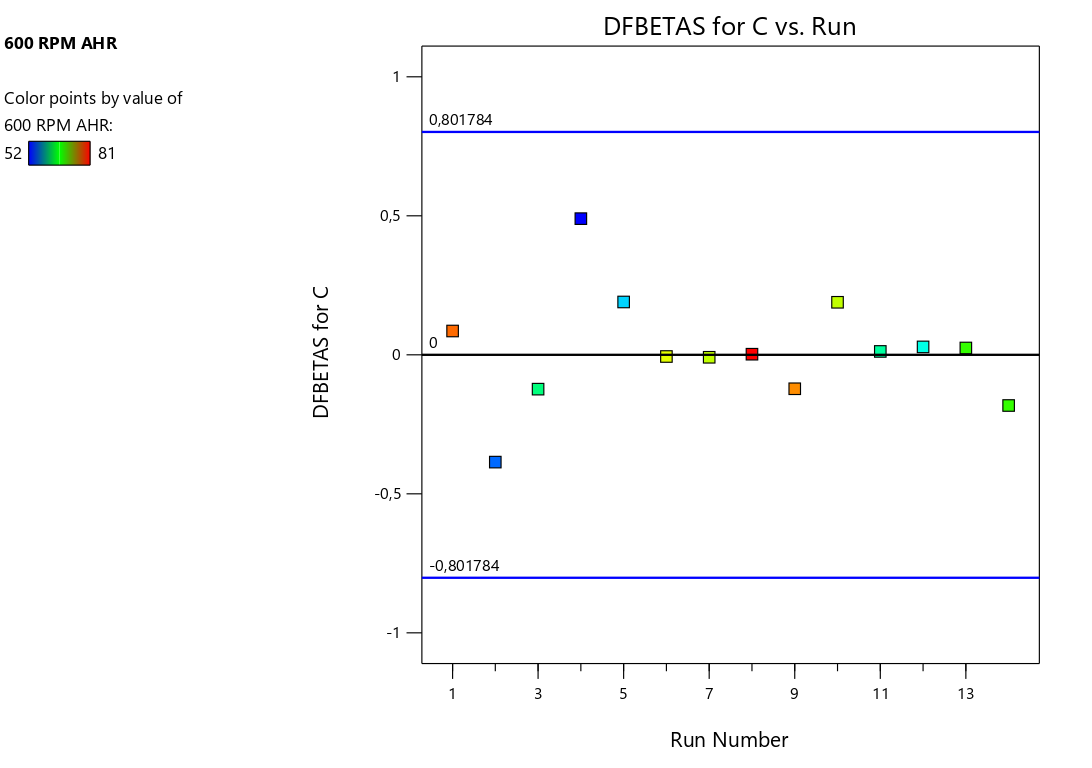 600 RPM AHR
Color points by value of
600 RPM AHR:
52 81
DFBETAS for C vs. Run
DFBETAS for C
1
0,5
0
-0,5
-1
0,801784
0
-0,801784
1 3 5 7 9 11 13
Run Number